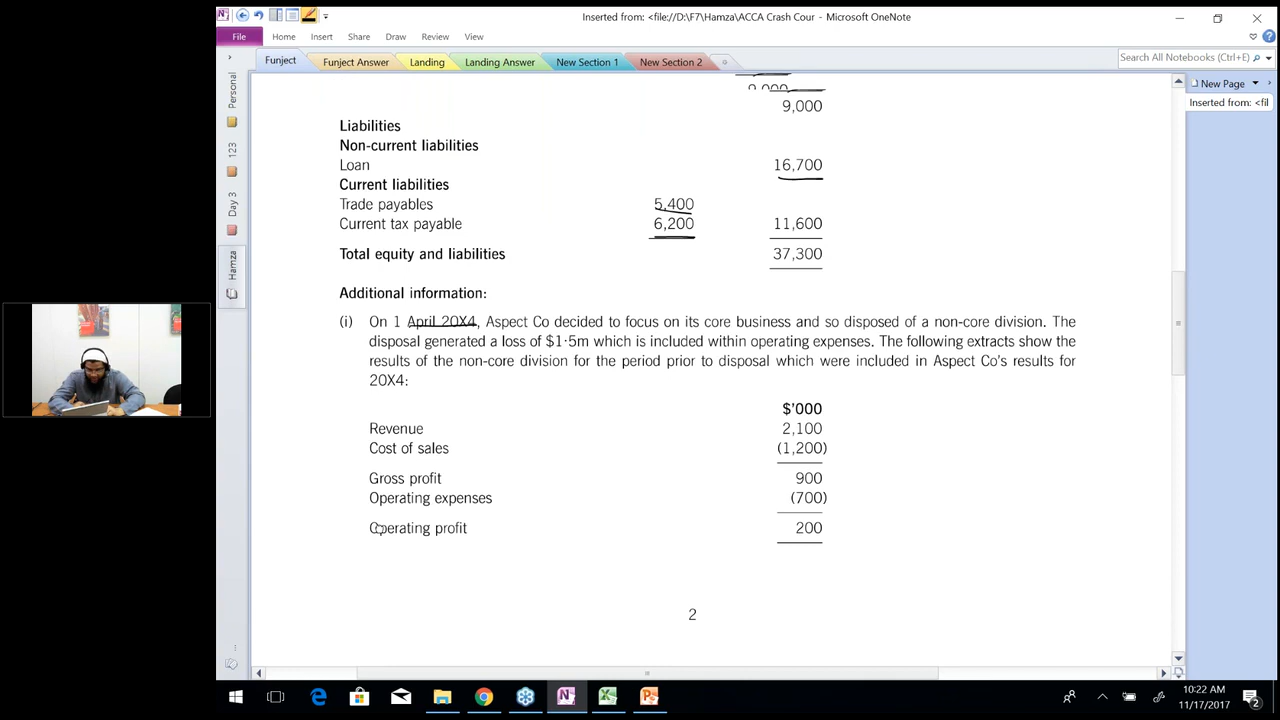 Inserted from: <file://D:\F7\Hamza\ACCA Crash Cour - Microsoft OneNote
File Home Insert Share Draw Review View
Funject Funject Answer Landing Landing Answer New Section 1 New Section 2
Search All Notebooks (Ctrl+E)
New Page
Inserted from: <fil
Personal
123
Day 3
Hamza
9,000
9,000
Liabilities
Non-current liabilities
Loan 16,700
Current liabilities
Trade payables 5,400
Current tax payable 6,200 11,600
Total equity and liabilities 37,300
Additional information:
(i) On 1 April 20X4, Aspect Co decided to focus on its core business and so disposed of a non-core division. The
disposal generated a loss of $1·5m which is included within operating expenses. The following extracts show the
results of the non-core division for the period prior to disposal which were included in Aspect Co's results for
20X4:
$'000
Revenue 2,100
Cost of sales (1,200)
Gross profit 900
Operating expenses (700)
Operating profit 200
2
10:22 AM
11/17/2017
2